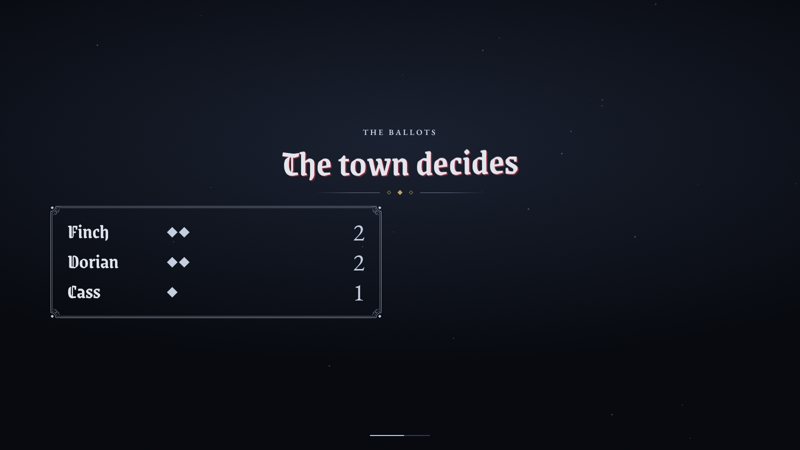 THE BALLOTS
The town decides
Finch 2
Dorian 2
Cass 1